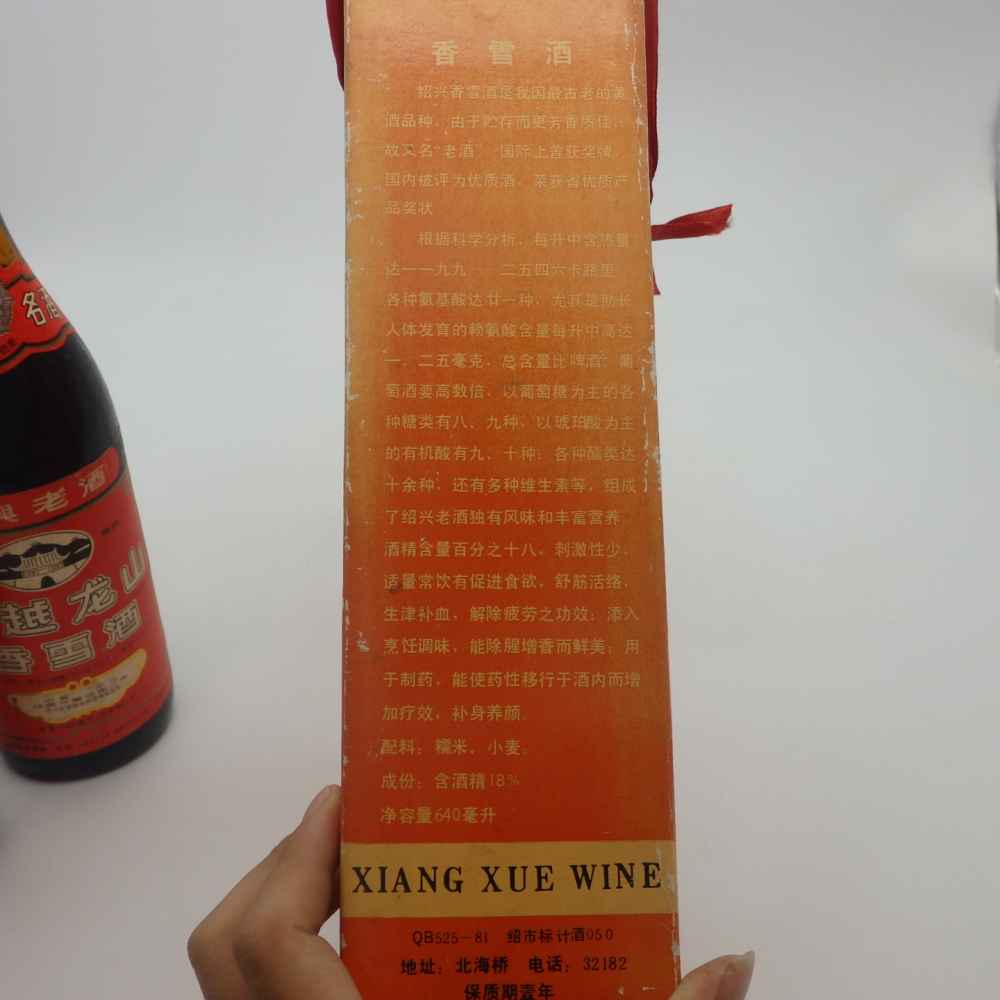 香雪酒
绍兴香雪酒是我国最古老的美
酒品种，由于贮存而更芳香质佳，
故又名“老酒” 国际上曾获奖牌，
国内被评为优质酒，荣获省优质产
品奖状
根据科学分析，每升中含热量
达一一九九——二五四六卡路里，
各种氨基酸达廿一种，尤其是助长
人体发育的赖氨酸含量每升中高达
一．二五毫克，总含量比啤酒、葡
萄酒要高数倍，以葡萄糖为主的各
种糖类有八、九种，以琥珀酸为主
的有机酸有九、十种；各种酯类达
十余种，还有多种维生素等，组成
了绍兴老酒独有风味和丰富营养
酒精含量百分之十八，刺激性少，
适量常饮有促进食欲，舒筋活络，
生津补血，解除疲劳之功效；添入
烹饪调味，能除腥增香而鲜美；用
于制药，能使药性移行于酒内而增
加疗效，补身养颜。
配料：糯米，小麦。
成份：含酒精18%
净容量640毫升
XIANG XUE WINE
QB525-81 绍市标计酒050
地址：北海桥 电话：32182
保质期壹年
名酒
兴老酒
越龙山
香雪酒